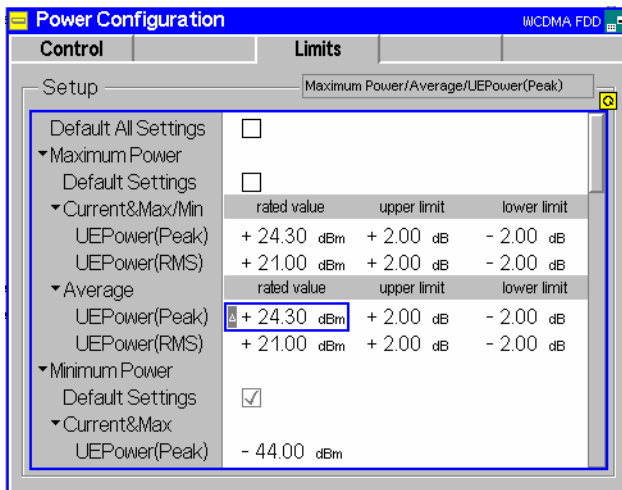 Power Configuration WCDMA FDD
Control Limits
Setup Maximum Power/Average/UEPower(Peak)
Default All Settings
Maximum Power
Default Settings
Current&Max/Min rated value upper limit lower limit
UEPower(Peak) + 24.30 dBm + 2.00 dB - 2.00 dB
UEPower(RMS) + 21.00 dBm + 2.00 dB - 2.00 dB
Average rated value upper limit lower limit
UEPower(Peak) + 24.30 dBm + 2.00 dB - 2.00 dB
UEPower(RMS) + 21.00 dBm + 2.00 dB - 2.00 dB
Minimum Power
Default Settings
Current&Max
UEPower(Peak) - 44.00 dBm